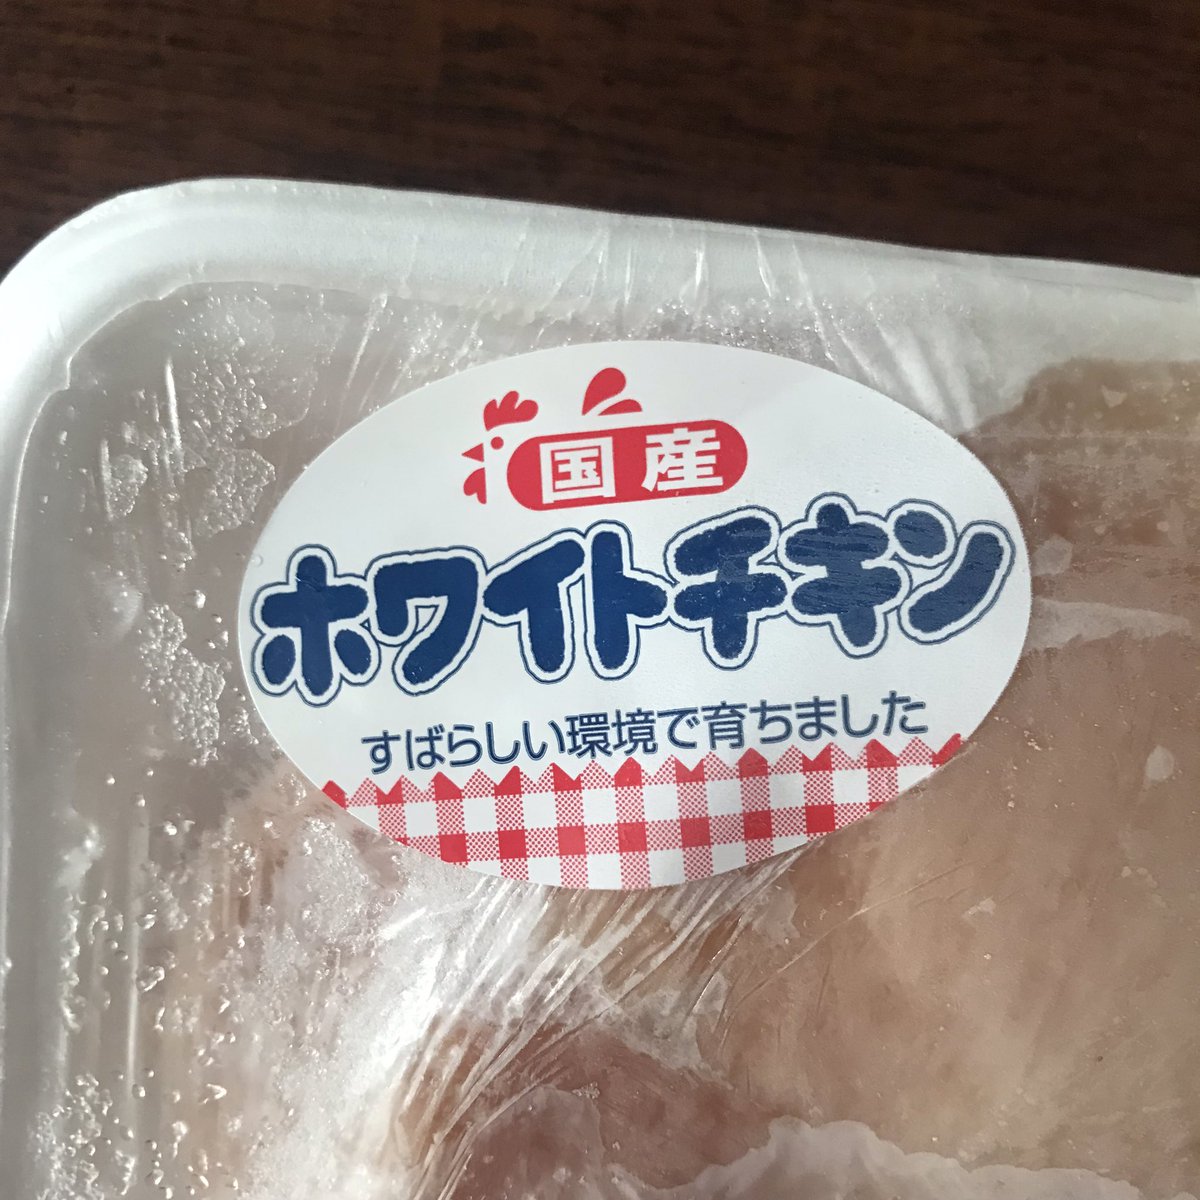 国産
ホワイトチキン
すばらしい環境で育ちました